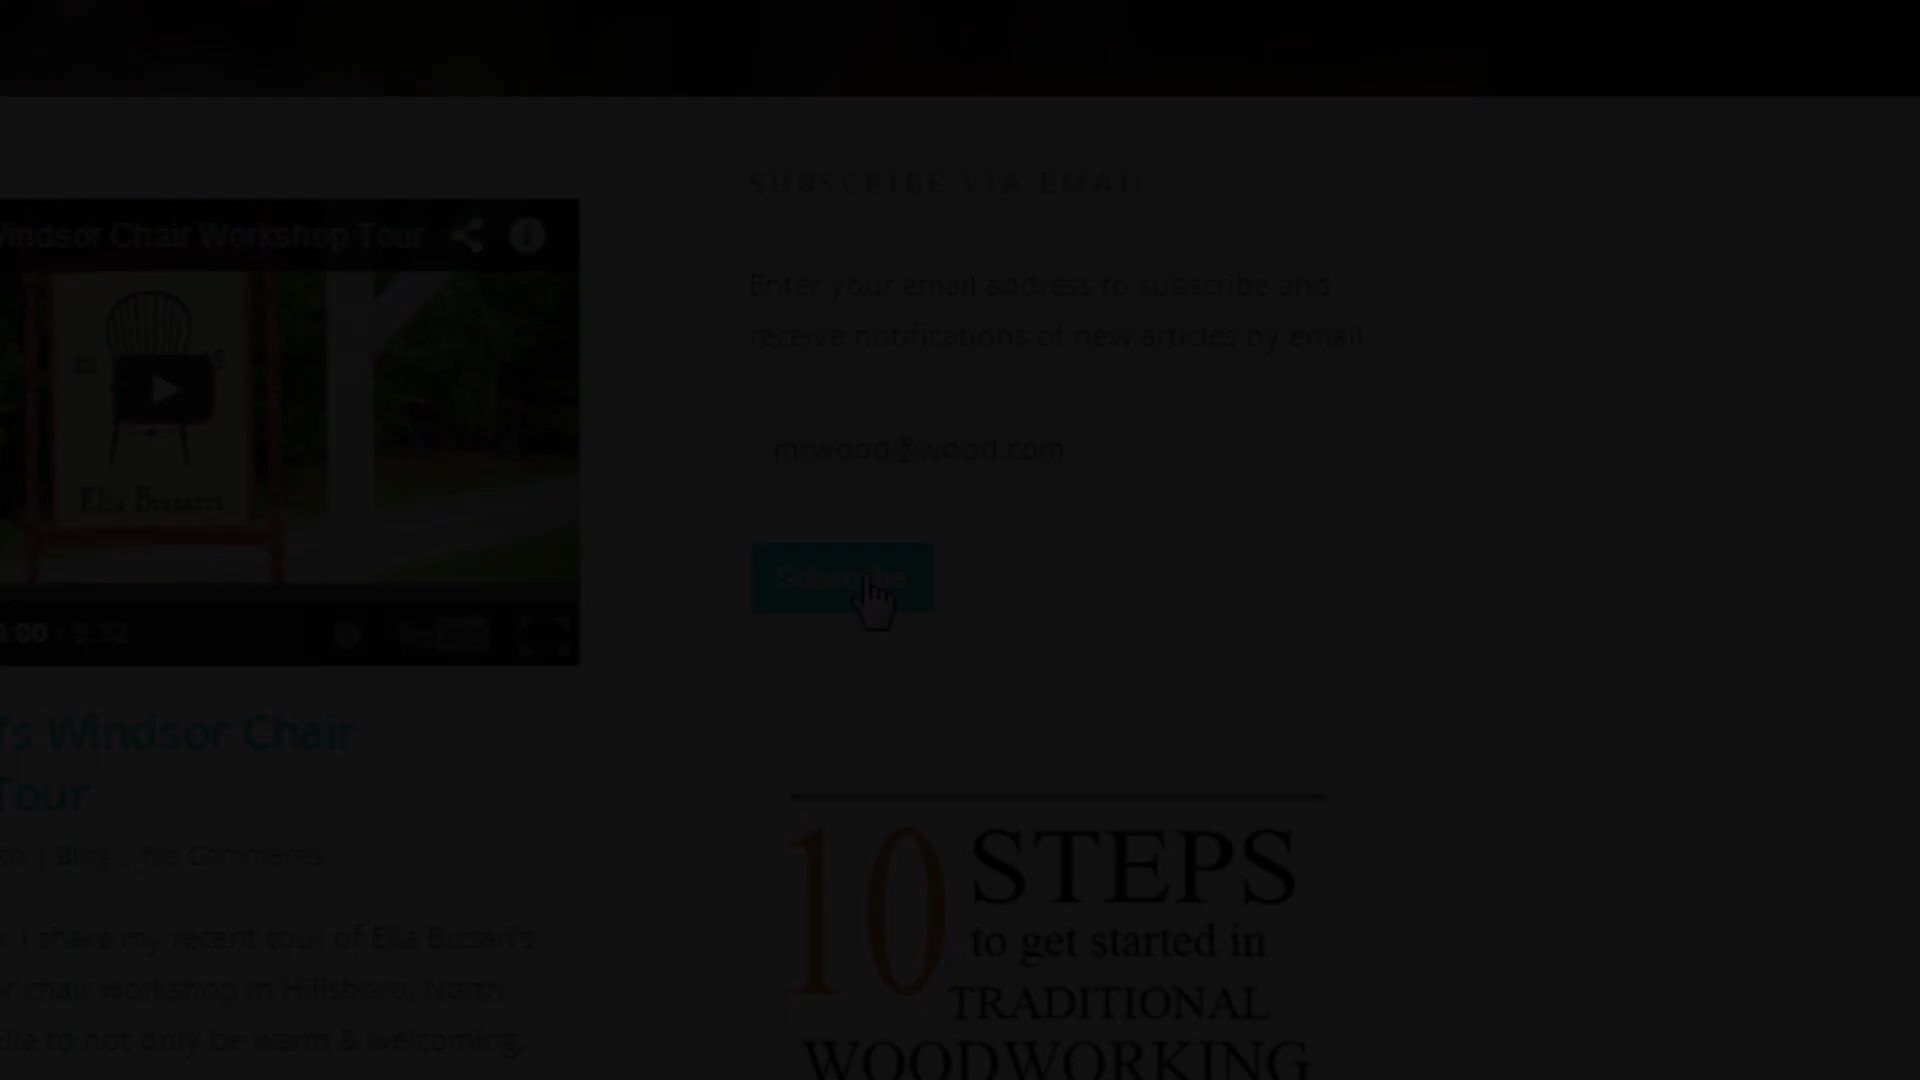 Windsor Chair Workshop Tour
Elia Bizzarri
0:00 / 9:32
's Windsor Chair
Tour
| Blog | No Comments
I share my recent tour of Elia Bizzari's
chair workshop in Hillsboro, North
Elia to not only be warm & welcoming,
SUBSCRIBE VIA EMAIL
Enter your email address to subscribe and
receive notifications of new articles by email.
mrwood@wood.com
Subscribe
10 STEPS
to get started in
TRADITIONAL
WOODWORKING